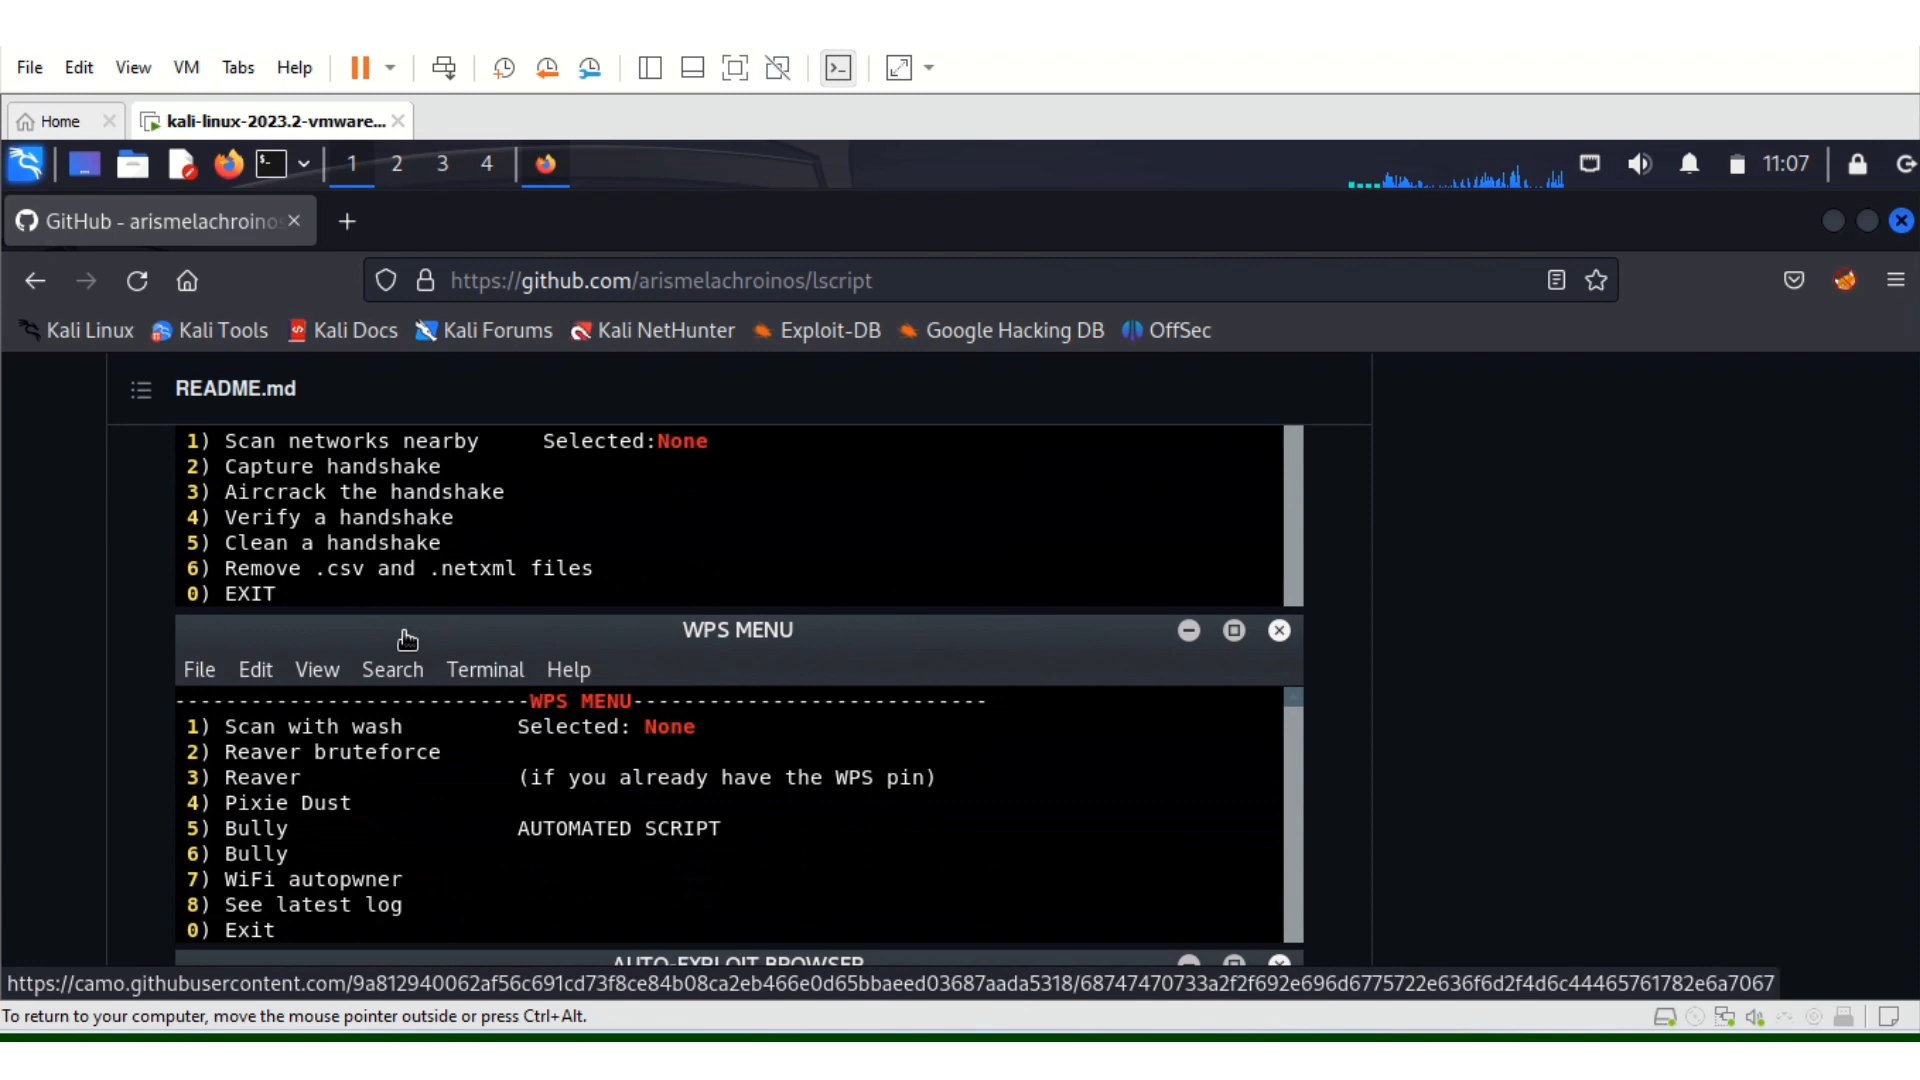 File Edit View VM Tabs Help
Home kali-linux-2023.2-vmware...
1 2 3 4 11:07
GitHub - arismelachroinos
https://github.com/arismelachroinos/lscript
Kali Linux Kali Tools Kali Docs Kali Forums Kali NetHunter Exploit-DB Google Hacking DB OffSec
README.md
1) Scan networks nearby Selected:None
2) Capture handshake
3) Aircrack the handshake
4) Verify a handshake
5) Clean a handshake
6) Remove .csv and .netxml files
0) EXIT
WPS MENU
File Edit View Search Terminal Help
----------------------------WPS MENU----------------------------
1) Scan with wash Selected: None
2) Reaver bruteforce
3) Reaver (if you already have the WPS pin)
4) Pixie Dust
5) Bully AUTOMATED SCRIPT
6) Bully
7) WiFi autopwner
8) See latest log
0) Exit
AUTO-EXPLOIT BROWSER
https://camo.githubusercontent.com/9a812940062af56c691cd73f8ce84b08ca2eb466e0d65bbaeed03687aada5318/68747470733a2f2f692e696d6775722e636f6d2f4d6c44465761782e6a7067
To return to your computer, move the mouse pointer outside or press Ctrl+Alt.